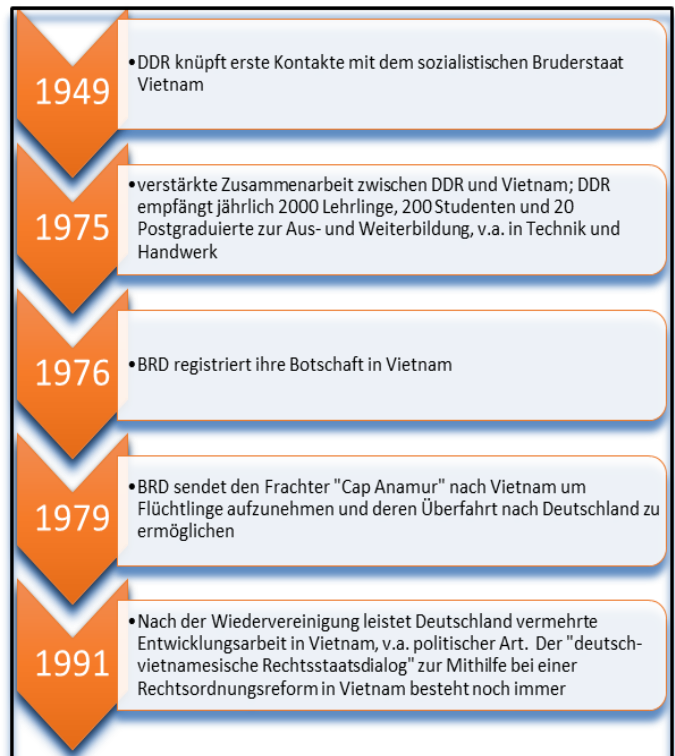 1949
•DDR knüpft erste Kontakte mit dem sozialistischen Bruderstaat
Vietnam
1975
•verstärkte Zusammenarbeit zwischen DDR und Vietnam; DDR
empfängt jährlich 2000 Lehrlinge, 200 Studenten und 20
Postgraduierte zur Aus- und Weiterbildung, v.a. in Technik und
Handwerk
1976
•BRD registriert ihre Botschaft in Vietnam
1979
•BRD sendet den Frachter "Cap Anamur" nach Vietnam um
Flüchtlinge aufzunehmen und deren Überfahrt nach Deutschland zu
ermöglichen
1991
•Nach der Wiedervereinigung leistet Deutschland vermehrte
Entwicklungsarbeit in Vietnam, v.a. politischer Art. Der "deutsch-
vietnamesische Rechtsstaatsdialog" zur Mithilfe bei einer
Rechtsordnungsreform in Vietnam besteht noch immer